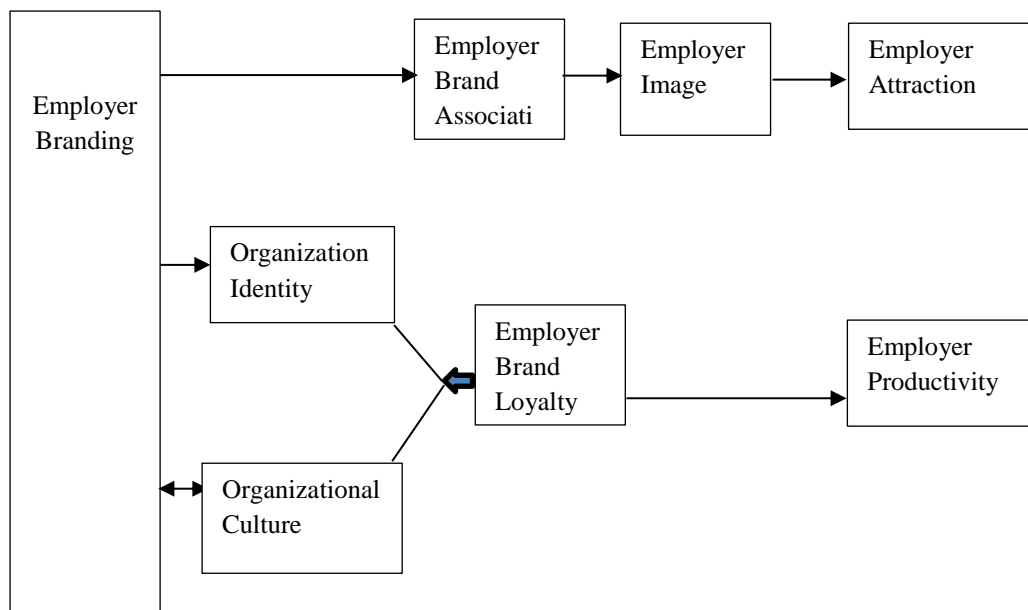 Employer
Branding
Employer
Brand
Associati
Employer
Image
Employer
Attraction
Organization
Identity
Employer
Brand
Loyalty
Employer
Productivity
Organizational
Culture